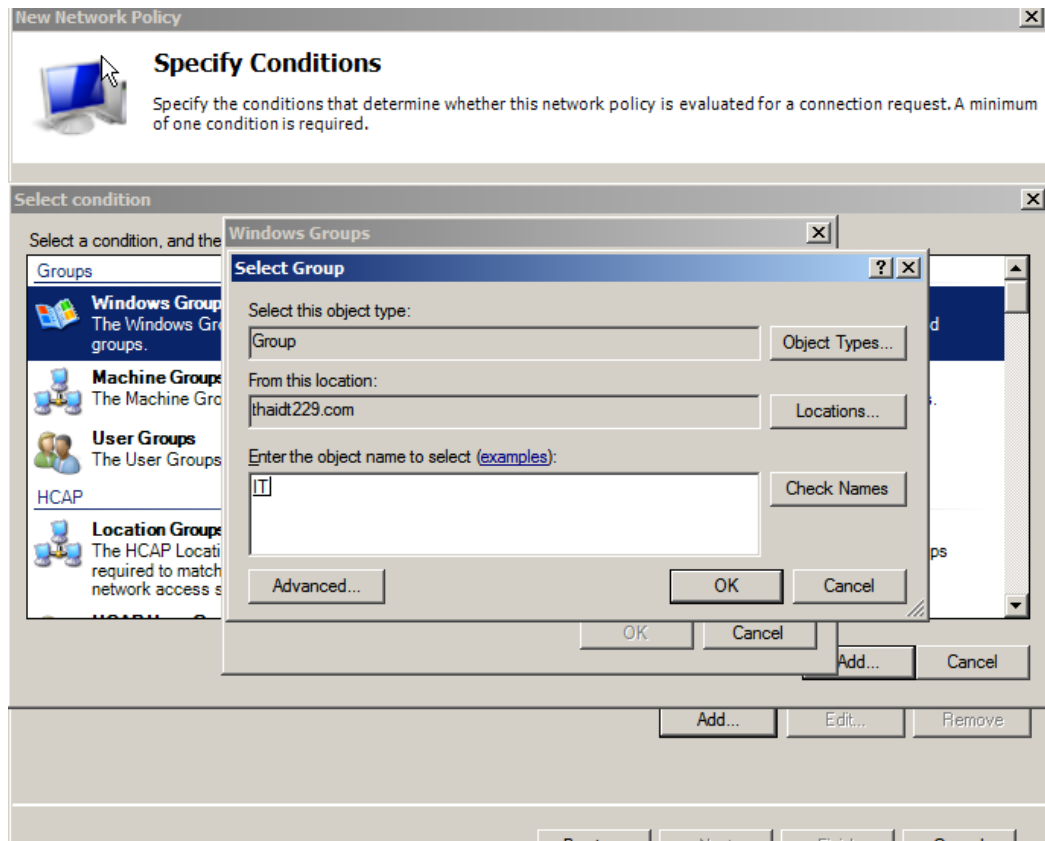 New Network Policy
Specify Conditions
Specify the conditions that determine whether this network policy is evaluated for a connection request. A minimum
of one condition is required.
Select condition
Select a condition, and the
Windows Groups
Groups
Select Group
Windows Group
The Windows Gr
d
groups.
Select this object type:
Group
Object Types...
Machine Groups
The Machine Gro
From this location:
thaidt229.com
Locations...
User Groups
The User Groups
Enter the object name to select (examples):
IT
Check Names
HCAP
Location Groups
The HCAP Locati
ps
required to match
network access s
Advanced...
OK
Cancel
OK
Cancel
Add...
Cancel
Add...
Edit...
Remove